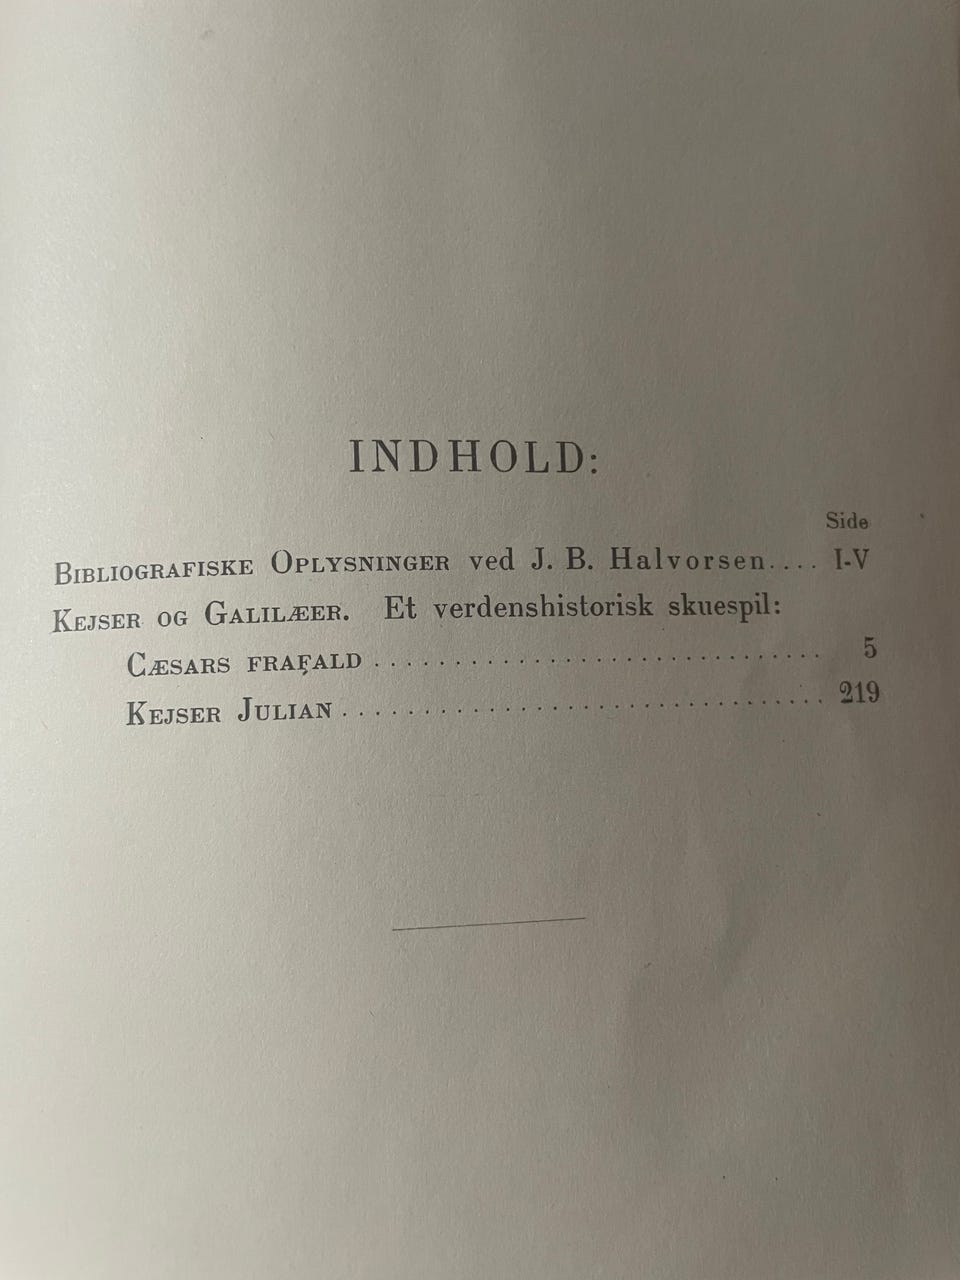 INDHOLD:
Side
BIBLIOGRAFISKE OPLYSNINGER ved J. B. Halvorsen.... I-V
KEJSER OG GALILÆER. Et verdenshistorisk skuespil:
CÆSARS FRAFALD ............................. 5
KEJSER JULIAN ............................... 219